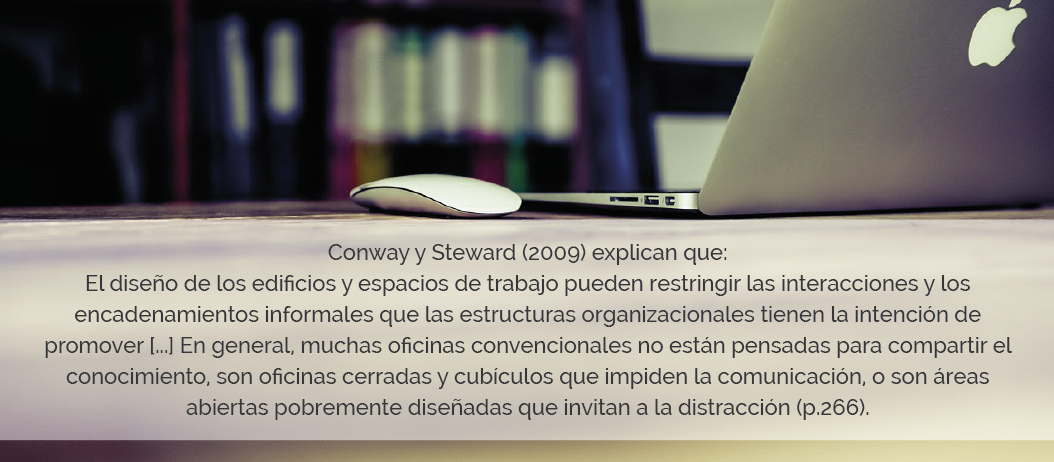 Conway y Steward (2009) explican que:
El diseño de los edificios y espacios de trabajo pueden restringir las interacciones y los
encadenamientos informales que las estructuras organizacionales tienen la intención de
promover [...] En general, muchas oficinas convencionales no están pensadas para compartir el
conocimiento, son oficinas cerradas y cubículos que impiden la comunicación, o son áreas
abiertas pobremente diseñadas que invitan a la distracción (p.266).